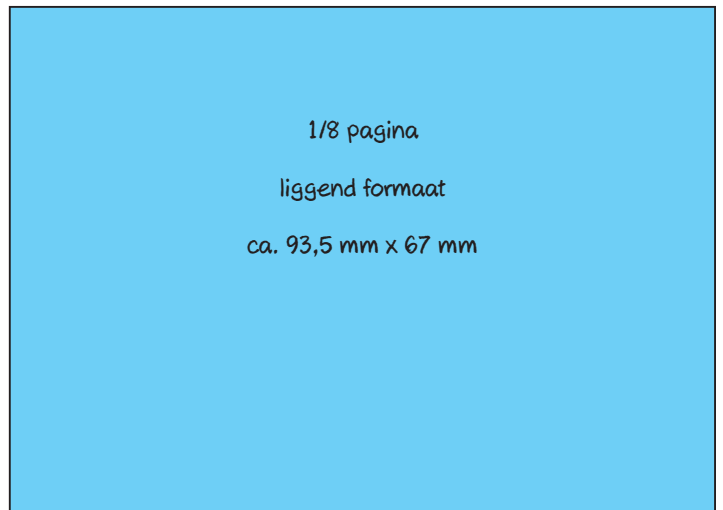 1/8 pagina
liggend formaat
ca. 93,5 mm x 67 mm